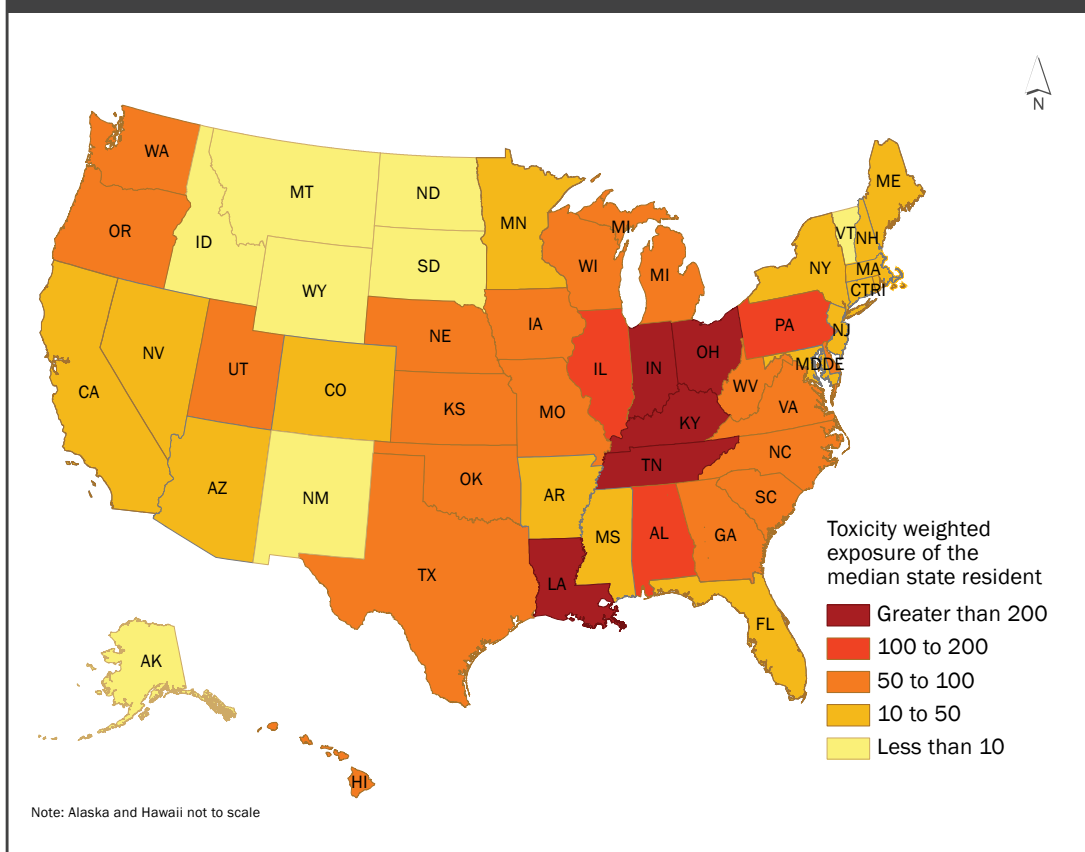 N
WA
MT
ND
MN
ME
OR
ID
SD
WI
MI
MI
NY
VT
NH
MA
CT
RI
WY
NE
IA
PA
NJ
NV
UT
CO
KS
MO
IL
IN
OH
WV
MD
DE
CA
VA
KY
AZ
NM
OK
AR
TN
NC
SC
TX
LA
MS
AL
GA
FL
AK
HI
Toxicity weighted
exposure of the
median state resident
Greater than 200
100 to 200
50 to 100
10 to 50
Less than 10
Note: Alaska and Hawaii not to scale